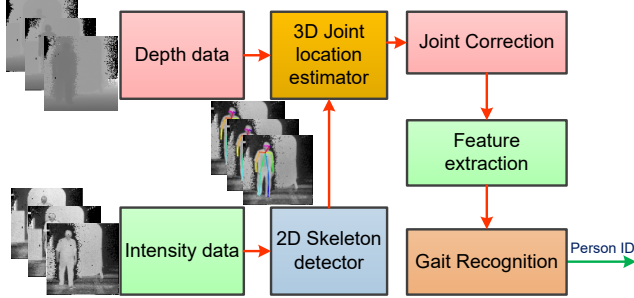 Depth data
3D Joint
location
estimator
Joint Correction
Feature
extraction
Intensity data
2D Skeleton
detector
Gait Recognition
Person ID